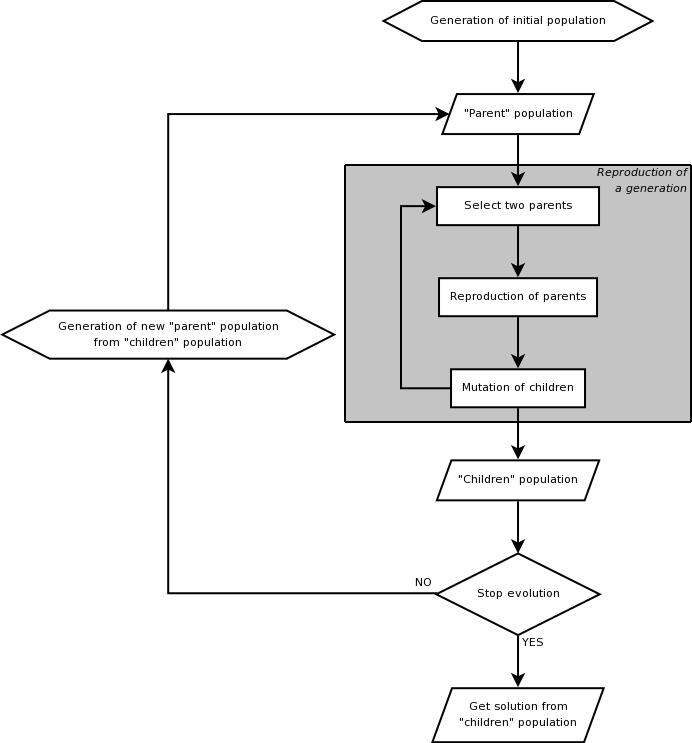 Generation of initial population
"Parent" population
Reproduction of
a generation
Select two parents
Reproduction of parents
Generation of new "parent" population
from "children" population
Mutation of children
"Children" population
NO
Stop evolution
YES
Get solution from
"children" population